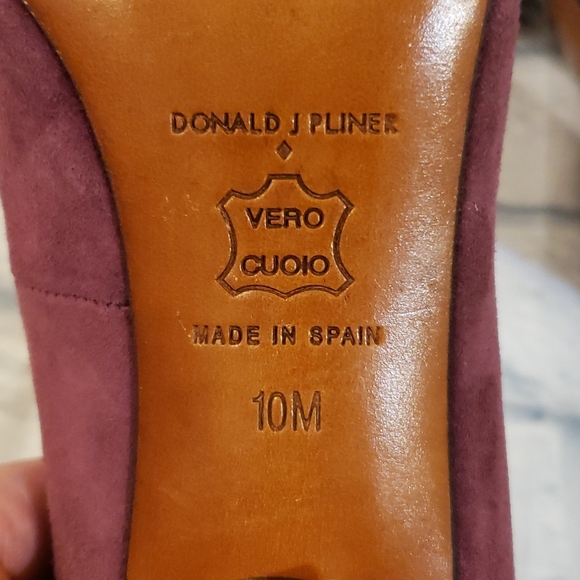 DONALD J PLINER
VERO
CUOIO
MADE IN SPAIN
10M